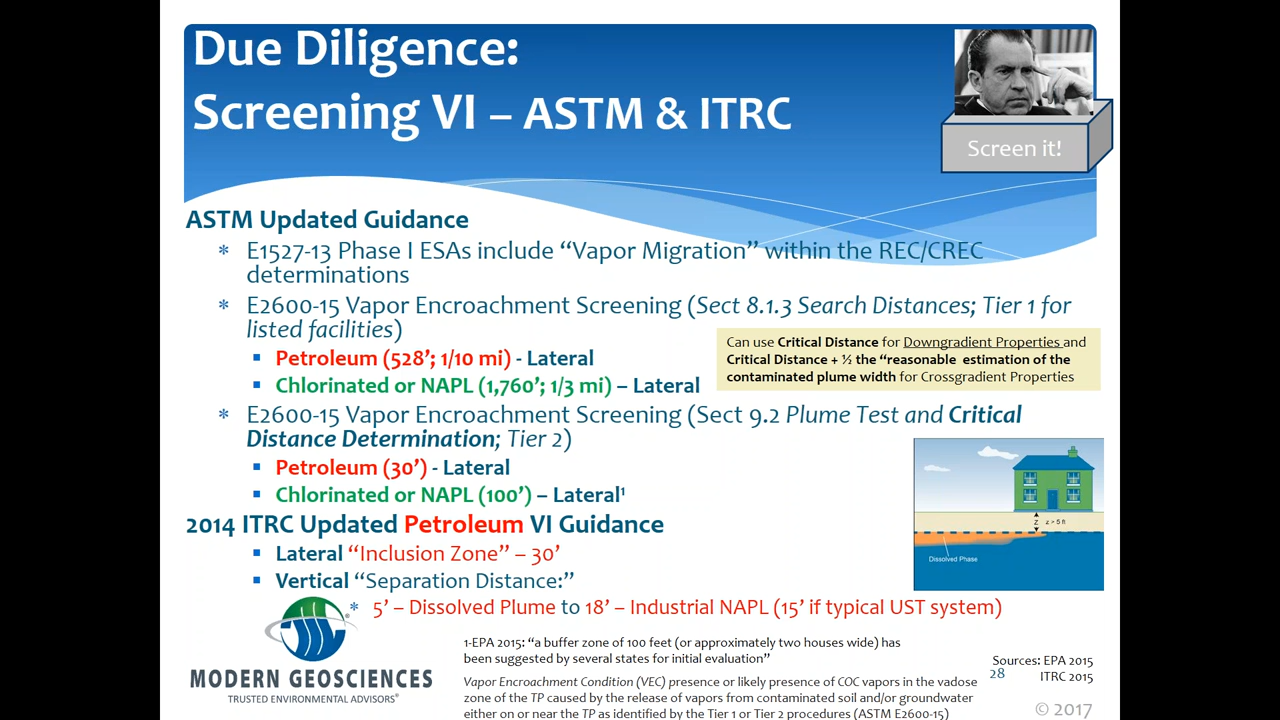 Due Diligence:
Screening VI – ASTM & ITRC
Screen it!
ASTM Updated Guidance
* E1527-13 Phase I ESAs include “Vapor Migration” within the REC/CREC
determinations
* E2600-15 Vapor Encroachment Screening (Sect 8.1.3 Search Distances; Tier 1 for
listed facilities)
Can use Critical Distance for Downgradient Properties and
Critical Distance + ½ the “reasonable estimation of the
contaminated plume width for Crossgradient Properties
▪ Petroleum (528’; 1/10 mi) - Lateral
▪ Chlorinated or NAPL (1,760’; 1/3 mi) – Lateral
* E2600-15 Vapor Encroachment Screening (Sect 9.2 Plume Test and Critical
Distance Determination; Tier 2)
▪ Petroleum (30’) - Lateral
▪ Chlorinated or NAPL (100’) – Lateral¹
2014 ITRC Updated Petroleum VI Guidance
▪ Lateral “Inclusion Zone” – 30’
▪ Vertical “Separation Distance:”
* 5’ – Dissolved Plume to 18’ – Industrial NAPL (15’ if typical UST system)
Z z > 5 ft
Dissolved Phase
MODERN GEOSCIENCES
TRUSTED ENVIRONMENTAL ADVISORS®
1-EPA 2015: “a buffer zone of 100 feet (or approximately two houses wide) has
been suggested by several states for initial evaluation”
Vapor Encroachment Condition (VEC) presence or likely presence of COC vapors in the vadose
zone of the TP caused by the release of vapors from contaminated soil and/or groundwater
either on or near the TP as identified by the Tier 1 or Tier 2 procedures (ASTM E2600-15)
Sources: EPA 2015
ITRC 2015
28
© 2017